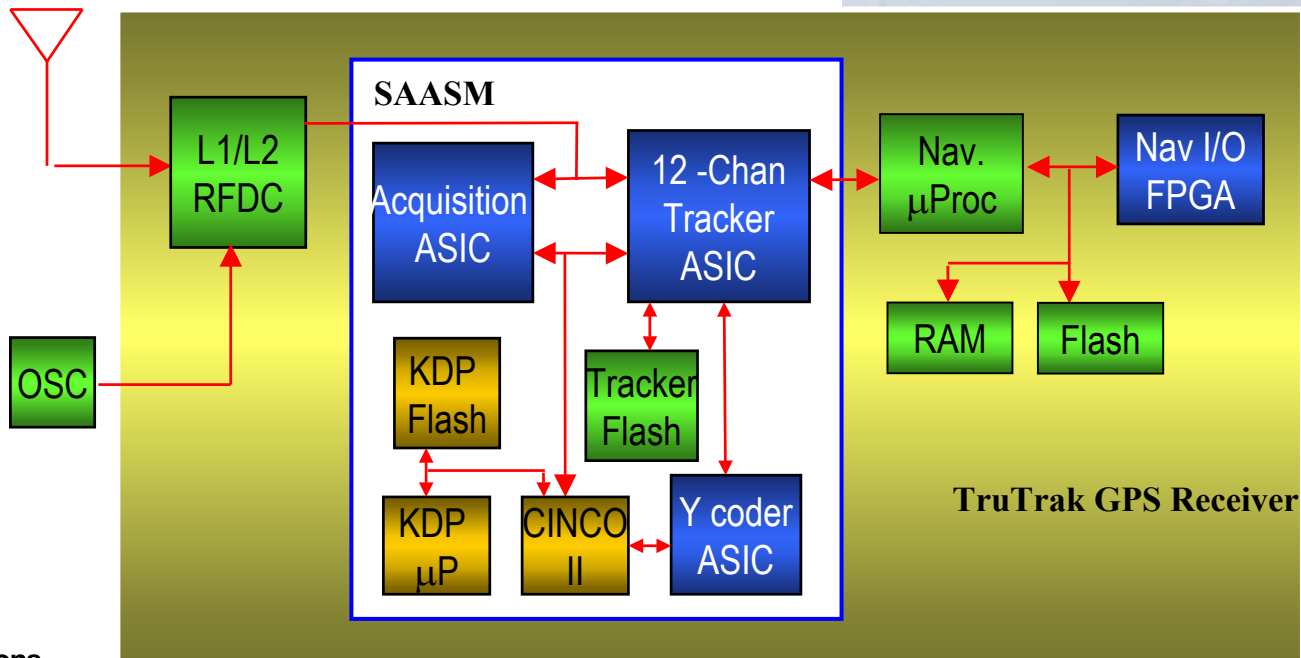 SAASM
L1/L2
RFDC
Acquisition
ASIC
12 -Chan
Tracker
ASIC
Nav.
μProc
Nav I/O
FPGA
RAM
Flash
OSC
KDP
Flash
Tracker
Flash
KDP
μP
CINCO
II
Y coder
ASIC
TruTrak GPS Receiver